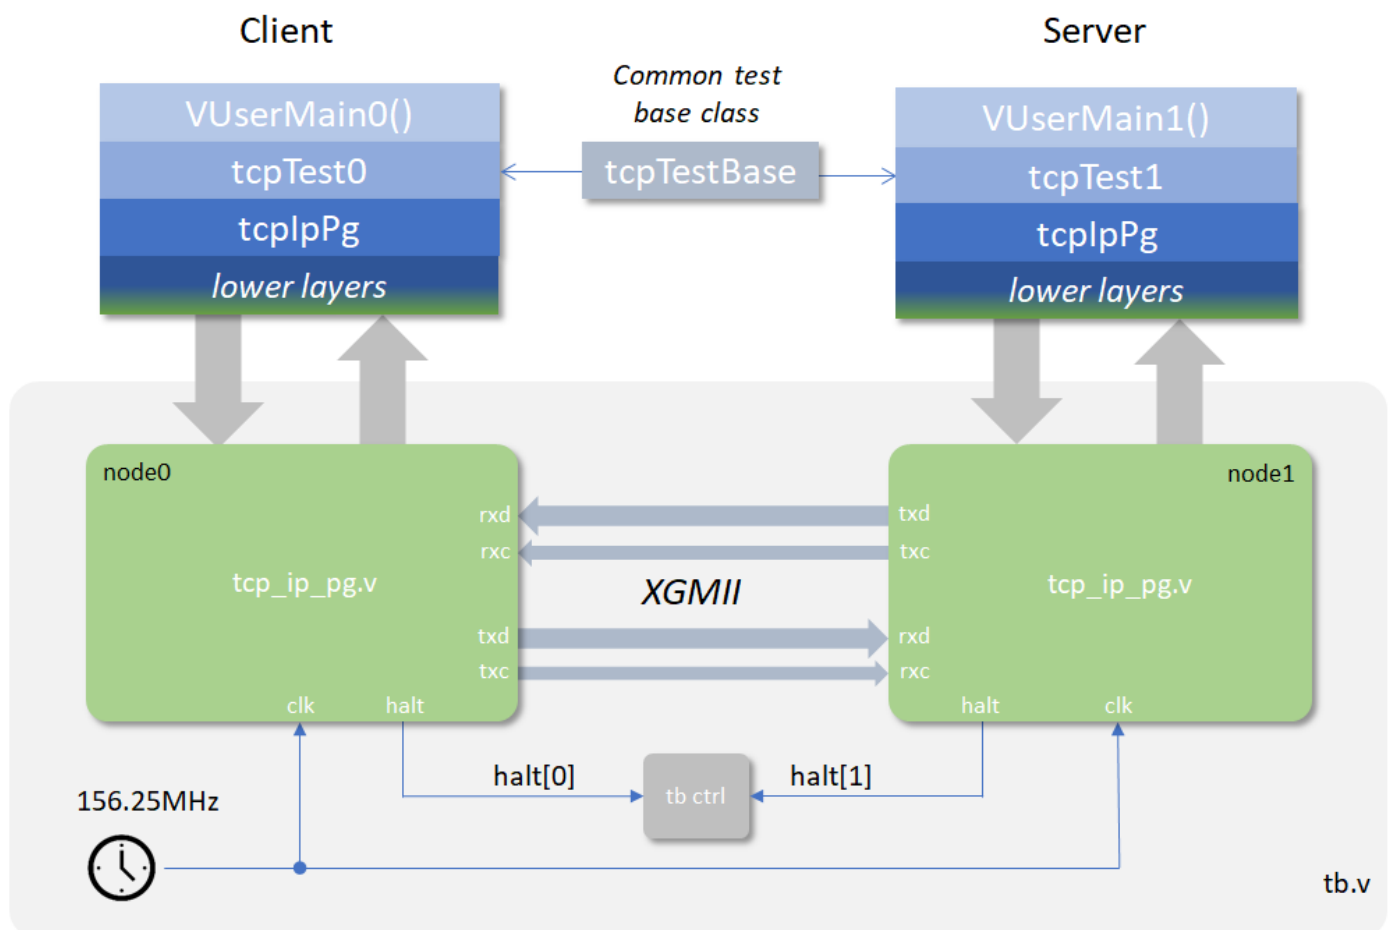 Client
Server
Common test
base class
VUserMain0()
tcpTest0
tcpIpPg
lower layers
tcpTestBase
VUserMain1()
tcpTest1
tcpIpPg
lower layers
node0
node1
rxd
rxc
tcp_ip_pg.v
txd
txc
clk
halt
XGMII
txd
txc
tcp_ip_pg.v
rxd
rxc
halt
clk
halt[0]
tb ctrl
halt[1]
156.25MHz
tb.v